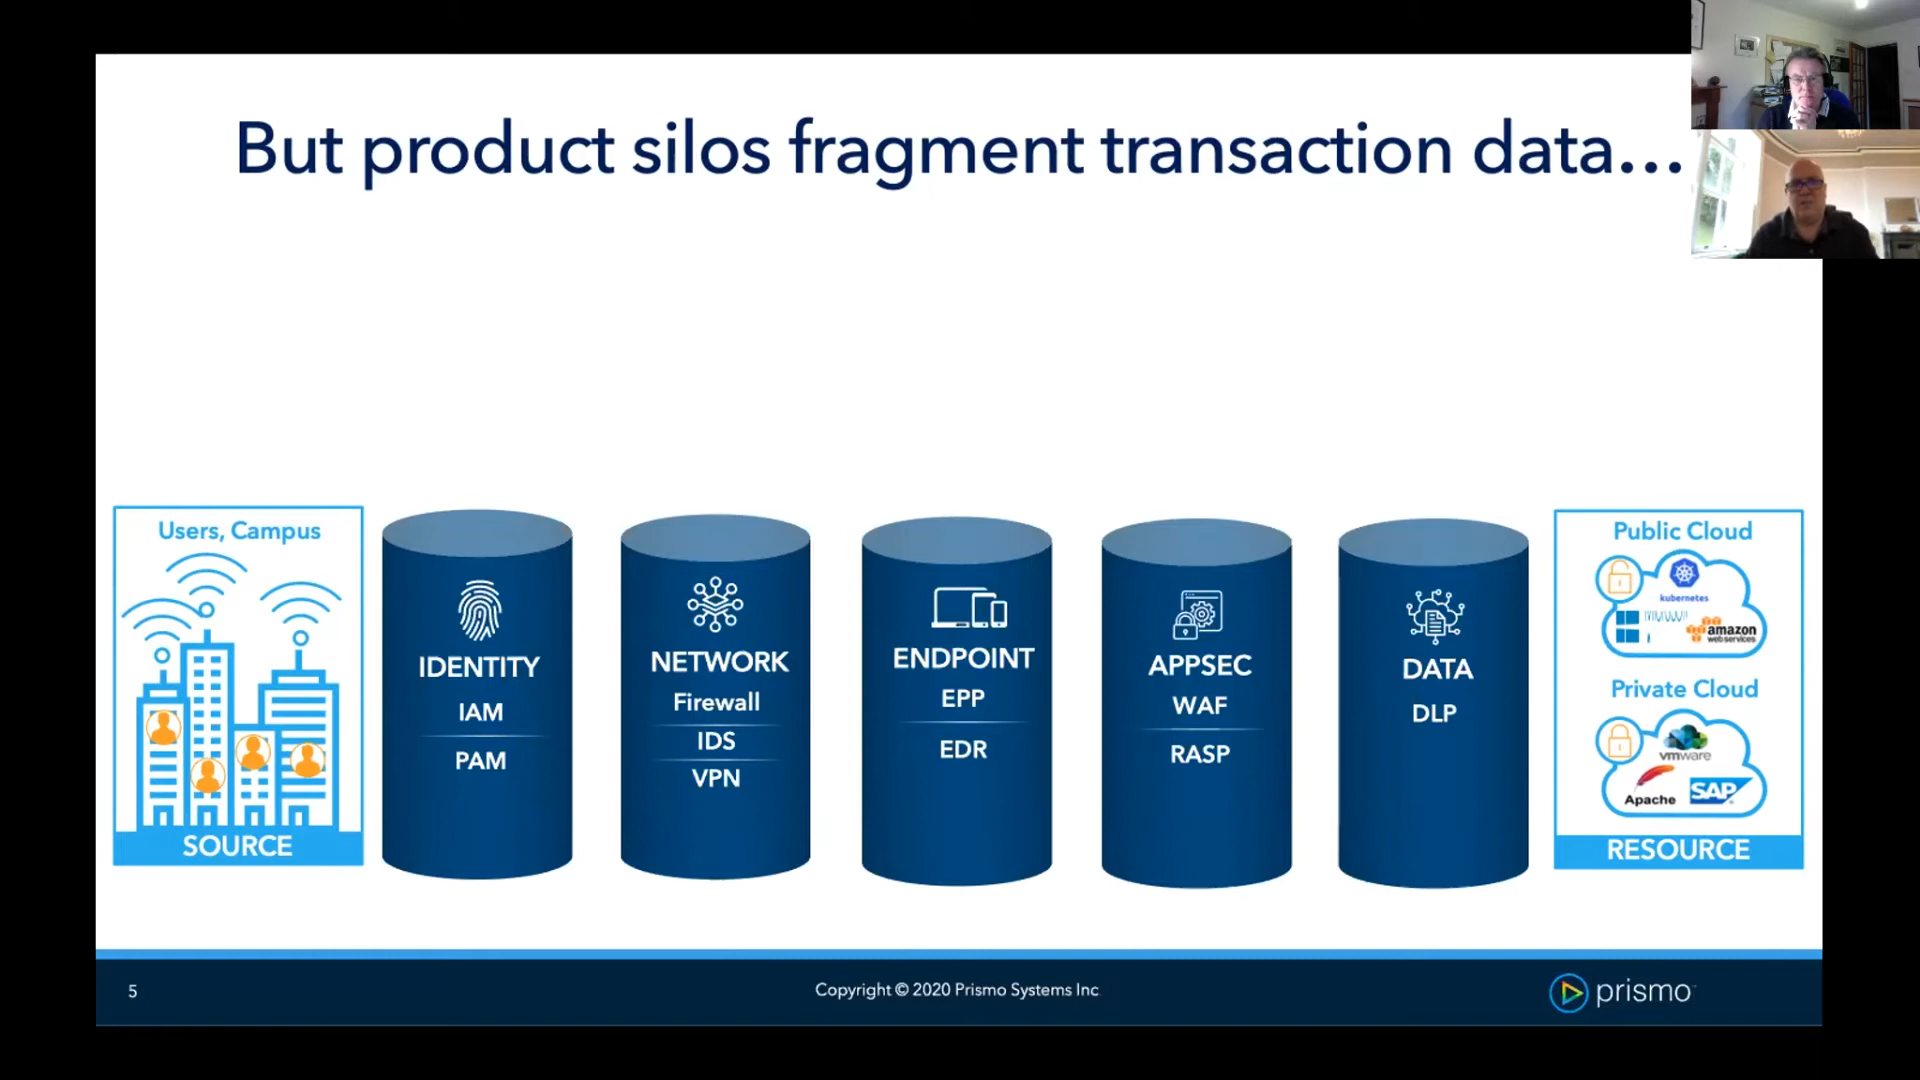 But product silos fragment transaction data...
Users, Campus
SOURCE
IDENTITY
IAM
PAM
NETWORK
Firewall
IDS
VPN
ENDPOINT
EPP
EDR
APPSEC
WAF
RASP
DATA
DLP
Public Cloud
kubernetes
amazon
webservices
Private Cloud
vmware
Apache
SAP
RESOURCE
5
Copyright © 2020 Prismo Systems Inc
prismo